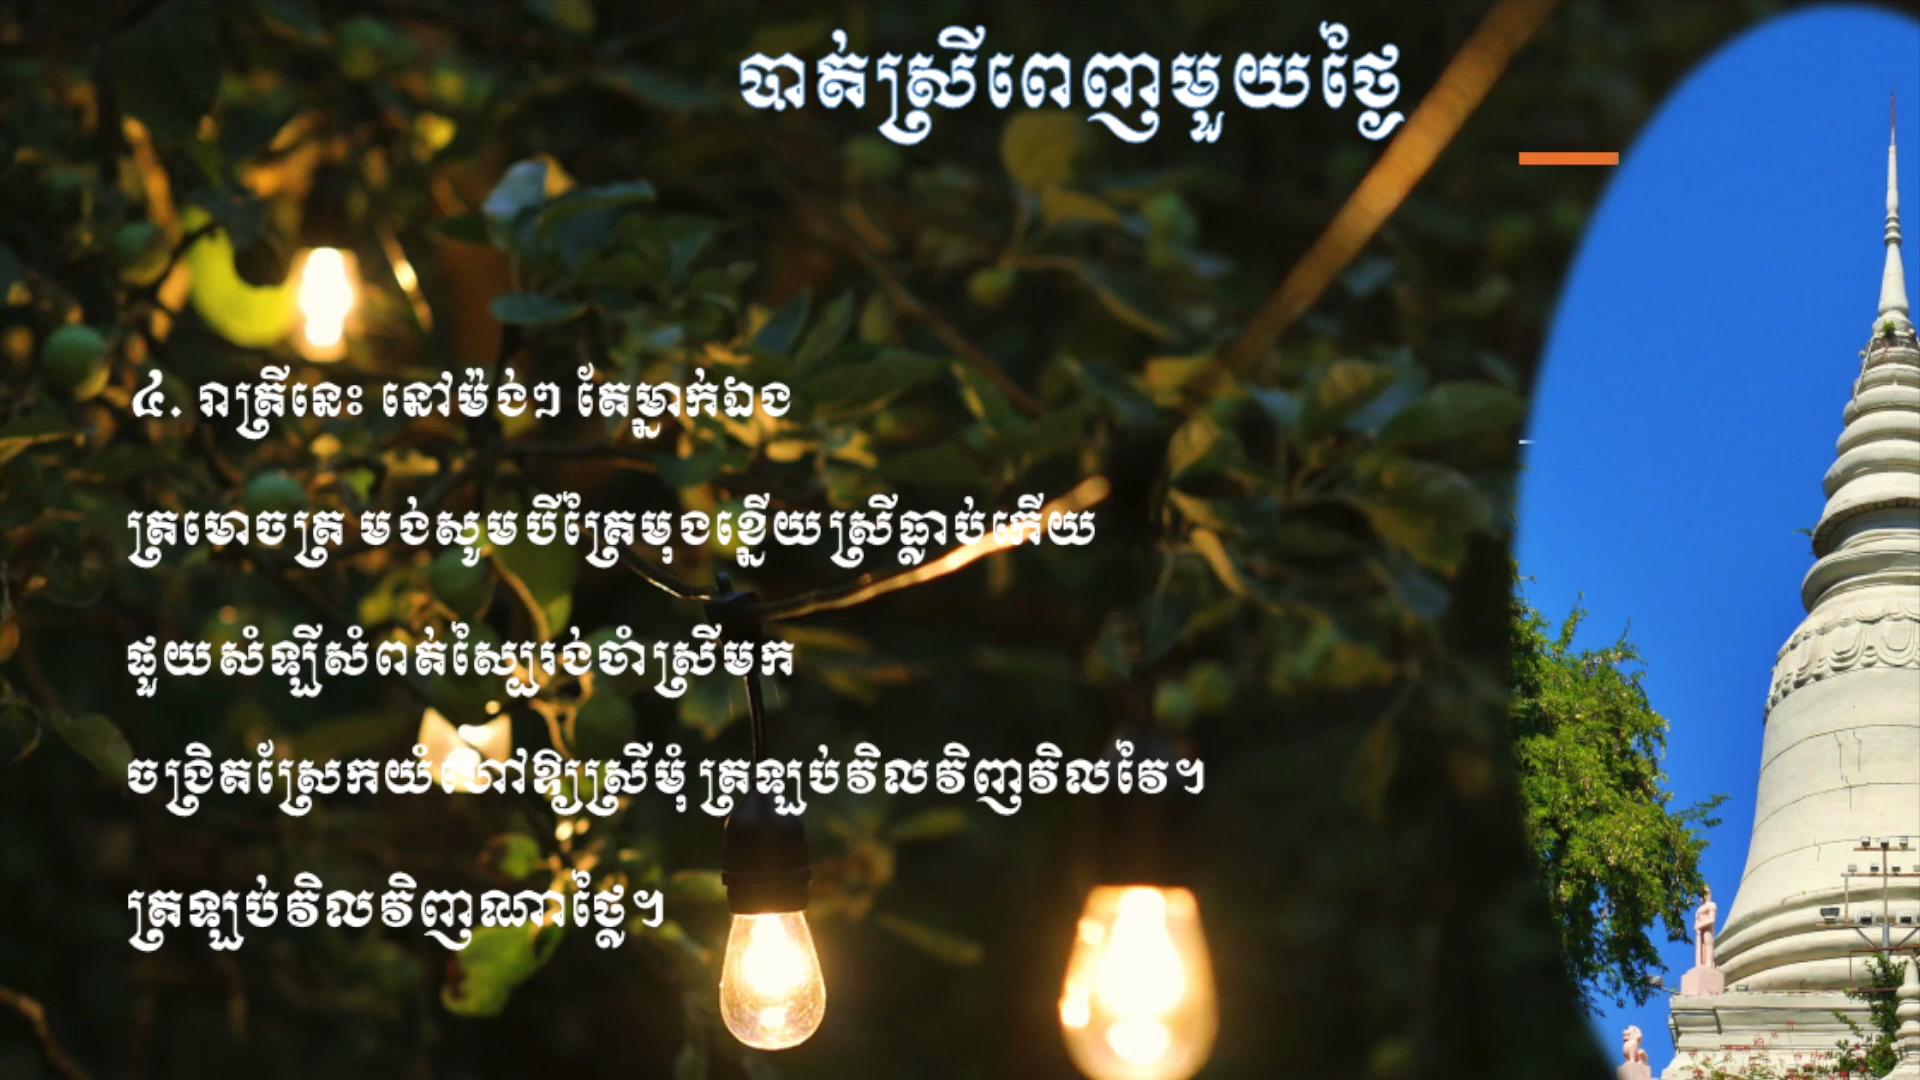 បាត់ស្រីពេញមួយថ្ងៃ
៤. រាត្រីនេះ នៅម៉ង់ៗ តែម្នាក់ឯង
ត្រមោចត្រ មង់សូមបីគ្រែមុងខ្នើយស្រីធ្លាប់កើយ
ផួយសំឡីសំពត់ស្បៃរង់ចាំស្រីមក
ចង្រិតស្រែកយំហៅឱ្យស្រីមុំ ត្រឡប់វិលវិញវិលវៃៗ
ត្រឡប់វិលវិញណាថ្លៃៗ